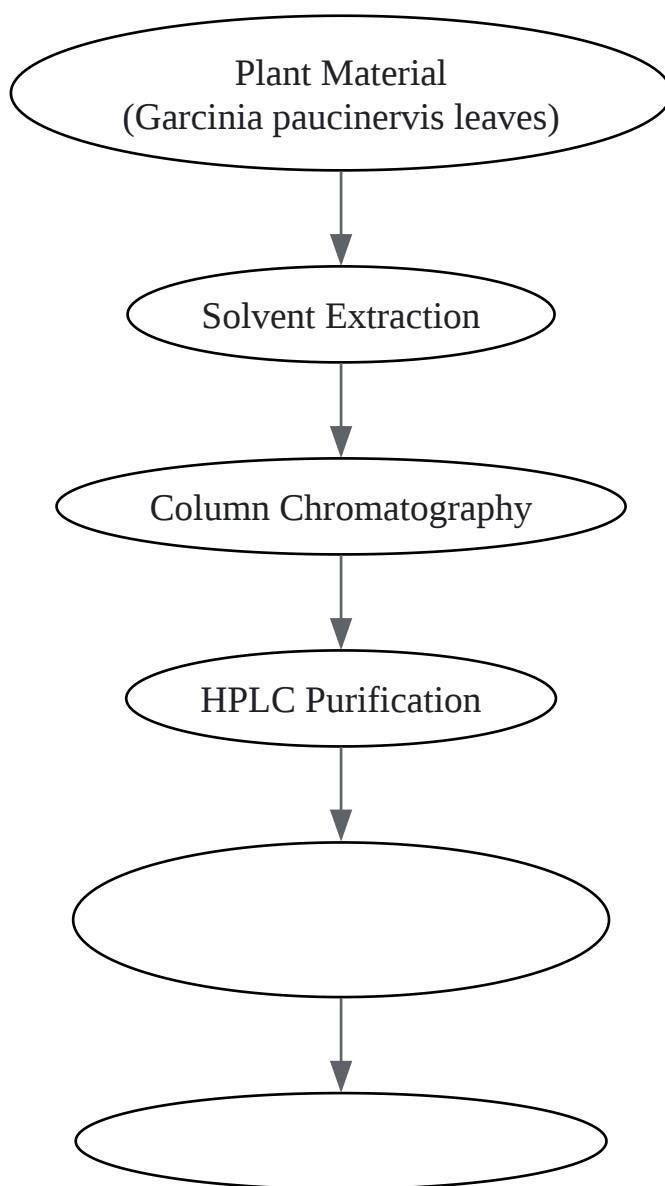 Plant Material
(Garcinia paucinervis leaves)
Solvent Extraction
Column Chromatography
HPLC Purification